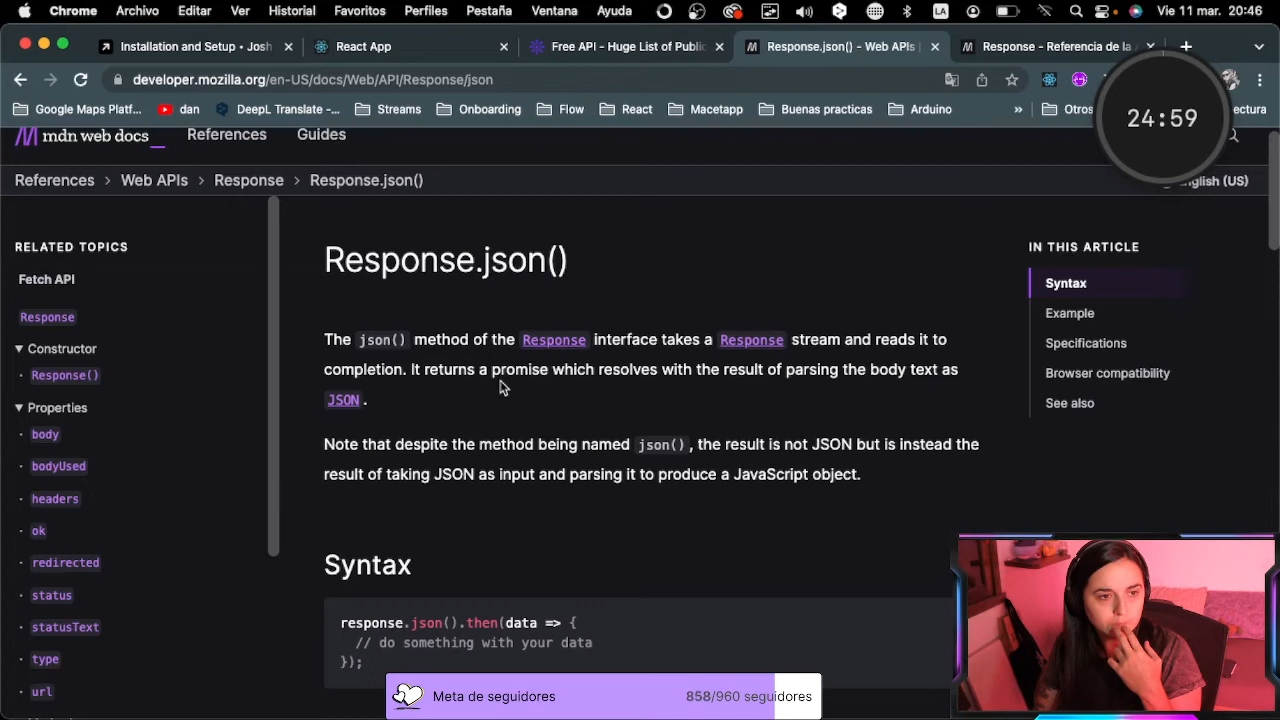 Chrome Archivo Editar Ver Historial Favoritos Perfiles Pestaña Ventana Ayuda LA Vie 11 mar. 20:46
Installation and Setup • Josh
React App
Free API - Huge List of Public
Response.json() - Web APIs
Response - Referencia de la
developer.mozilla.org/en-US/docs/Web/API/Response/json
Google Maps Platf... dan DeepL Translate -... Streams Onboarding Flow React Macetapp Buenas practicas Arduino » Otros ectura
24:59
mdn web docs References Guides
References > Web APIs > Response > Response.json()
nglish (US)
RELATED TOPICS
Fetch API
Response
Constructor
Response()
Properties
body
bodyUsed
headers
ok
redirected
status
statusText
type
url
Response.json()
The json() method of the Response interface takes a Response stream and reads it to
completion. It returns a promise which resolves with the result of parsing the body text as
JSON.
Note that despite the method being named json(), the result is not JSON but is instead the
result of taking JSON as input and parsing it to produce a JavaScript object.
Syntax
response.json().then(data => {
// do something with your data
});
IN THIS ARTICLE
Syntax
Example
Specifications
Browser compatibility
See also
Meta de seguidores 858/960 seguidores